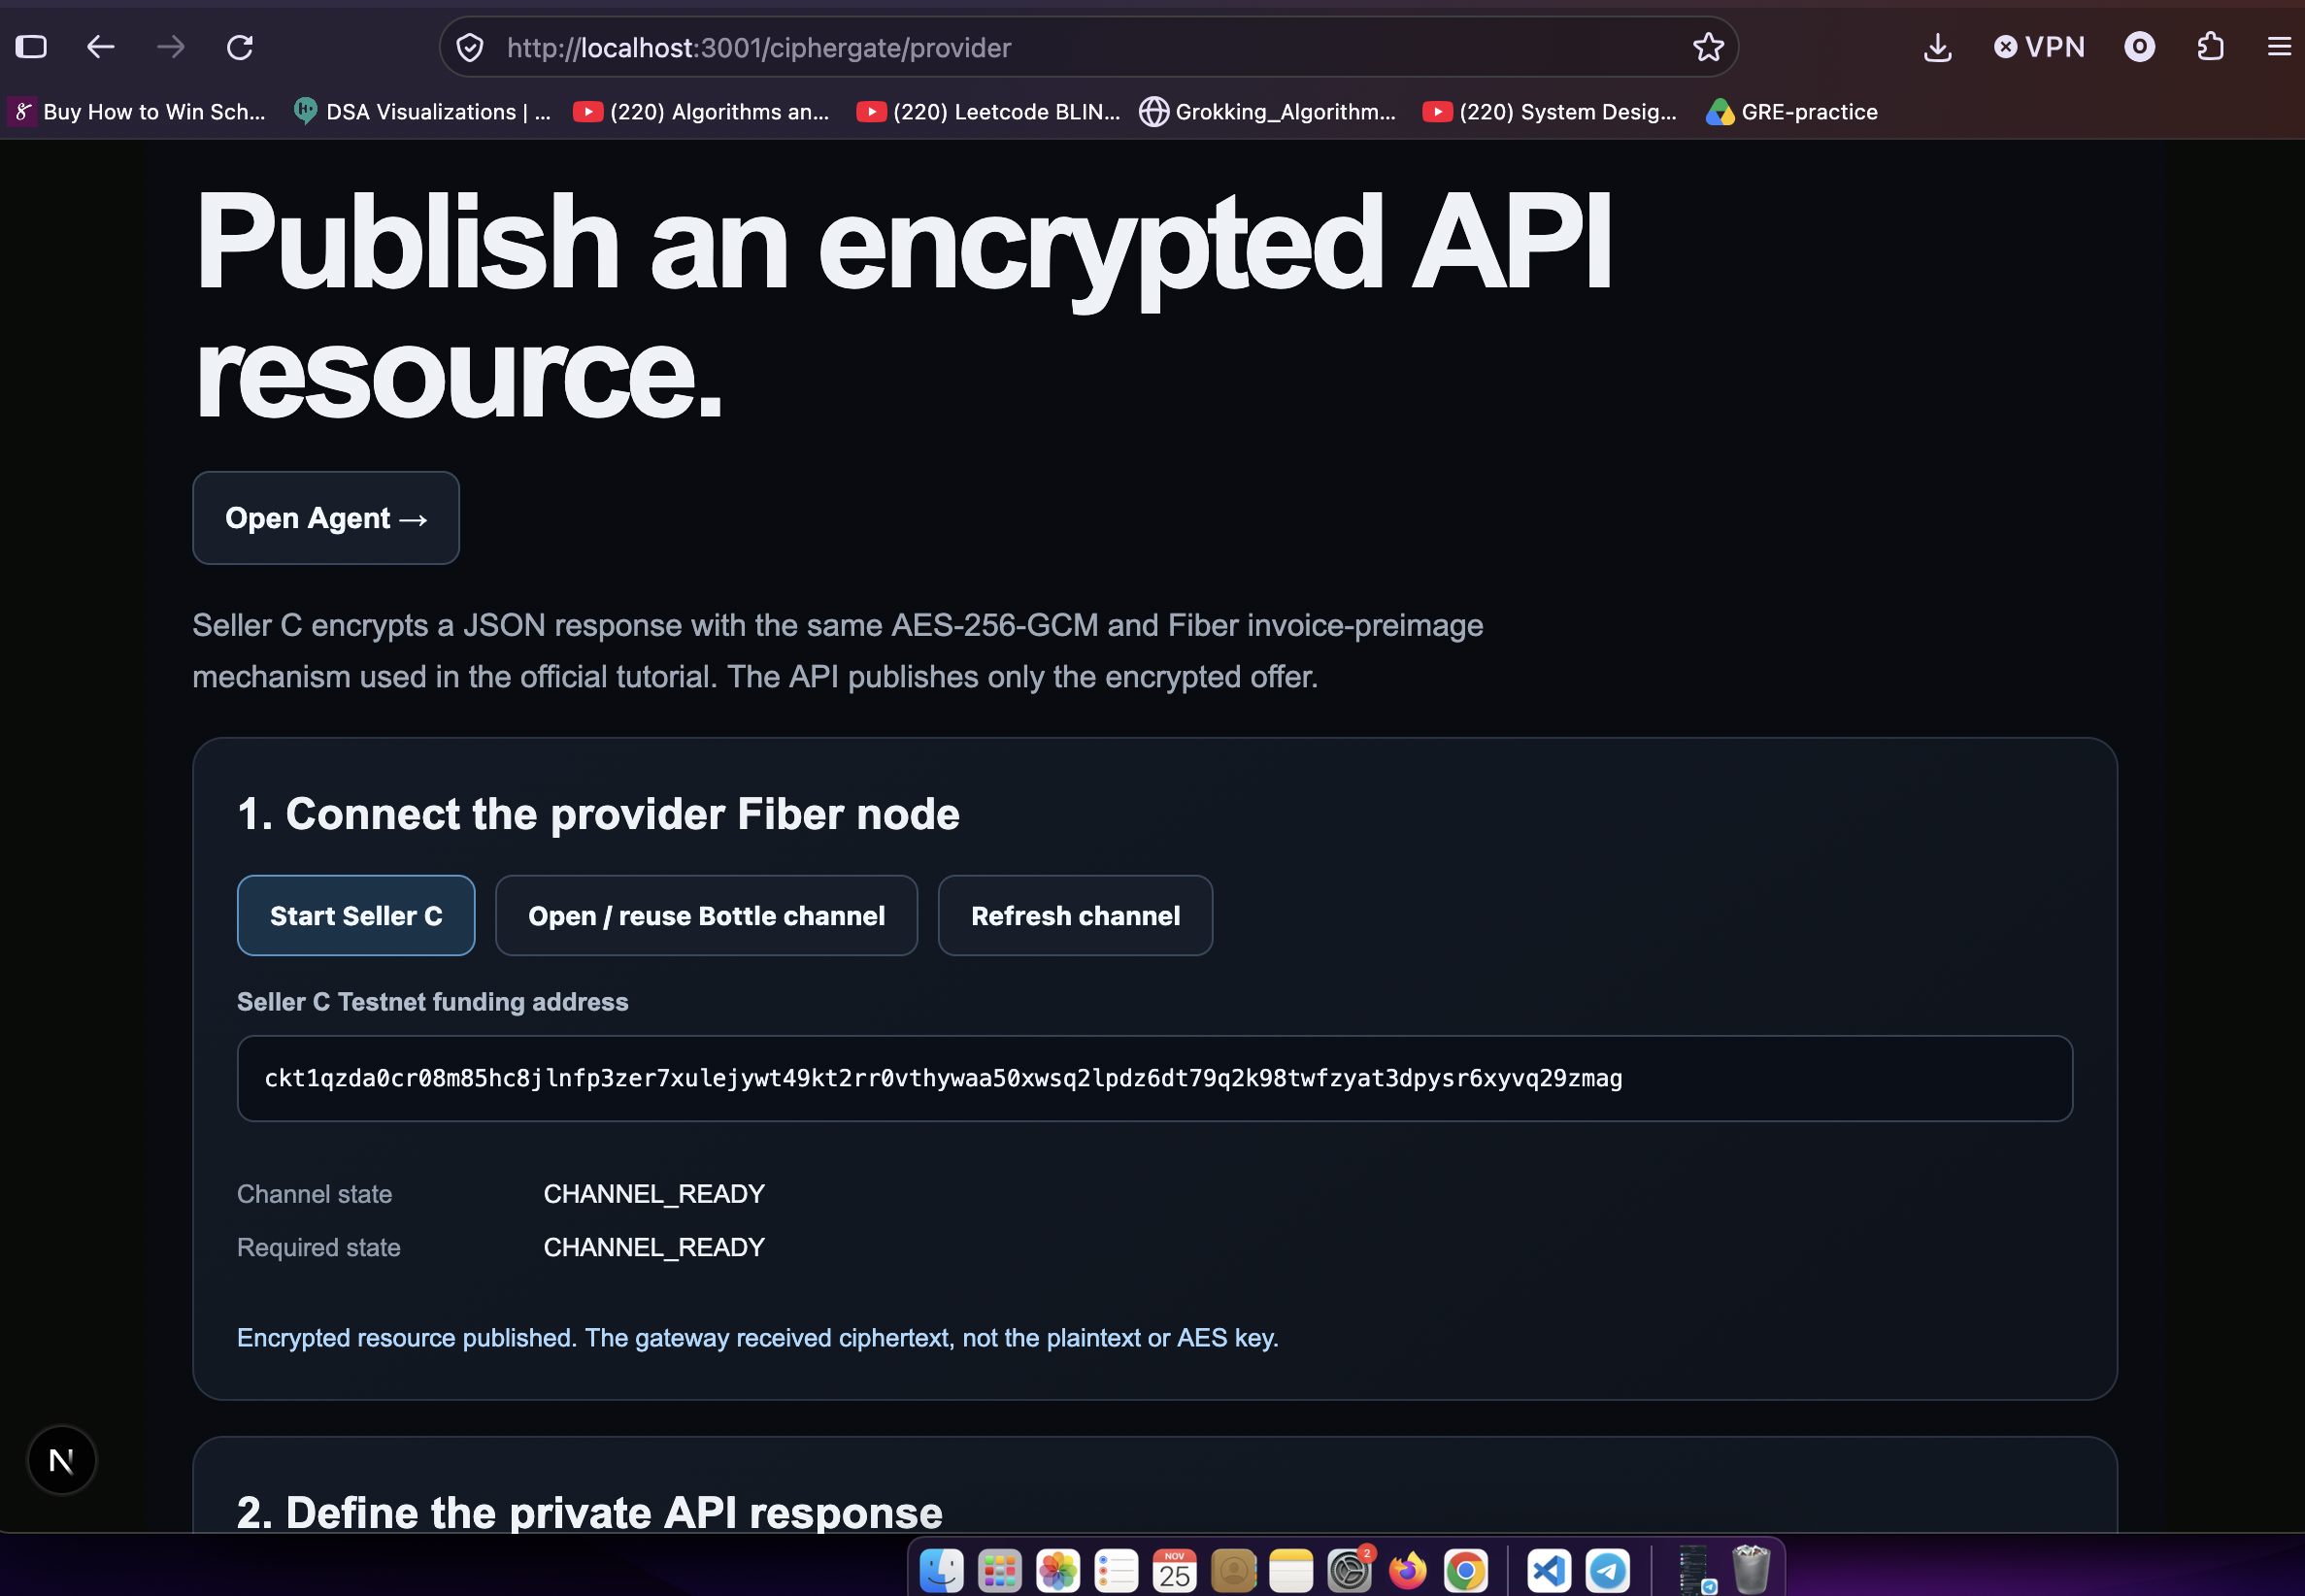 http://localhost:3001/ciphergate/provider
VPN
Buy How to Win Sch...
DSA Visualizations | ...
(220) Algorithms an...
(220) Leetcode BLIN...
Grokking_Algorithm...
(220) System Desig...
GRE-practice
Publish an encrypted API
resource.
Open Agent →
Seller C encrypts a JSON response with the same AES-256-GCM and Fiber invoice-preimage
mechanism used in the official tutorial. The API publishes only the encrypted offer.
1. Connect the provider Fiber node
Start Seller C
Open / reuse Bottle channel
Refresh channel
Seller C Testnet funding address
ckt1qzda0cr08m85hc8jlnfp3zer7xulejywt49kt2rr0vthywaa50xwsq2lpdz6dt79q2k98twfzyat3dpysr6xyvq29zmag
Channel state CHANNEL_READY
Required state CHANNEL_READY
Encrypted resource published. The gateway received ciphertext, not the plaintext or AES key.
N
2. Define the private API response
NOV
25
2